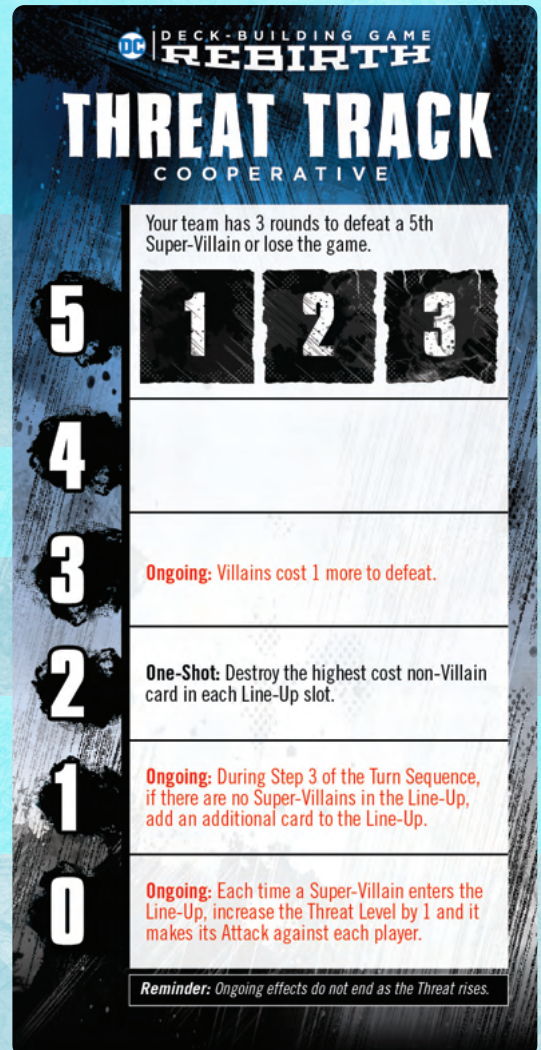 DC DECK-BUILDING GAME
REBIRTH
THREAT TRACK
COOPERATIVE
Your team has 3 rounds to defeat a 5th
Super-Villain or lose the game.
5
1 2 3
4
3
Ongoing: Villains cost 1 more to defeat.
2
One-Shot: Destroy the highest cost non-Villain
card in each Line-Up slot.
1
Ongoing: During Step 3 of the Turn Sequence,
if there are no Super-Villains in the Line-Up,
add an additional card to the Line-Up.
0
Ongoing: Each time a Super-Villain enters the
Line-Up, increase the Threat Level by 1 and it
makes its Attack against each player.
Reminder: Ongoing effects do not end as the Threat rises.